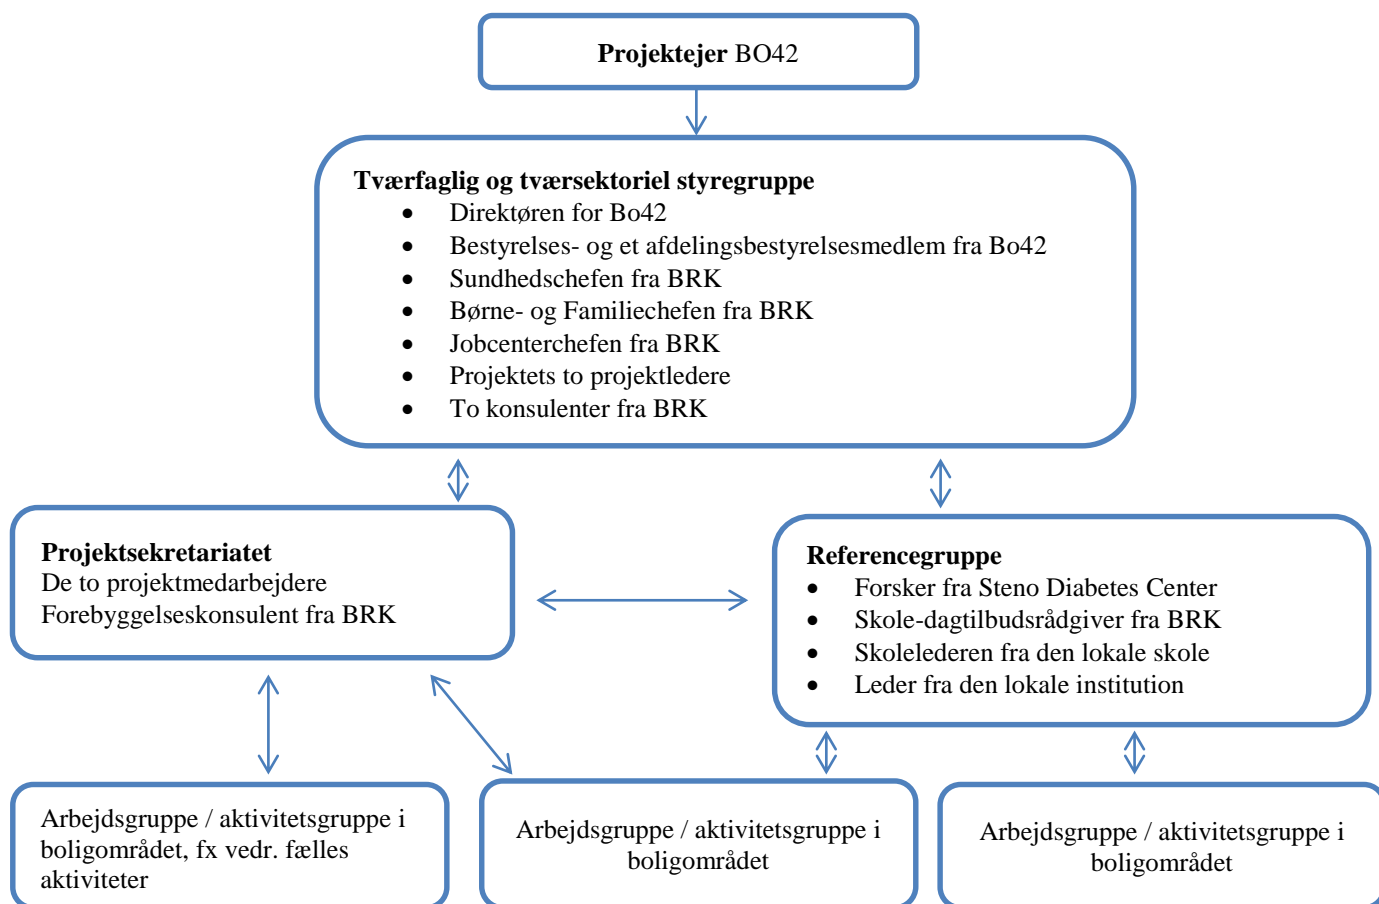 Projektejer BO42
Tværfaglig og tværsektoriel styregruppe
• Direktøren for Bo42
• Bestyrelses- og et afdelingsbestyrelsesmedlem fra Bo42
• Sundhedschefen fra BRK
• Børne- og Familiechefen fra BRK
• Jobcenterchefen fra BRK
• Projektets to projektledere
• To konsulenter fra BRK
Projektsekretariatet
De to projektmedarbejdere
Forebyggelseskonsulent fra BRK
Referencegruppe
• Forsker fra Steno Diabetes Center
• Skole-dagtilbudsrådgiver fra BRK
• Skolelederen fra den lokale skole
• Leder fra den lokale institution
Arbejdsgruppe / aktivitetsgruppe i
boligområdet, fx vedr. fælles
aktiviteter
Arbejdsgruppe / aktivitetsgruppe i
boligområdet
Arbejdsgruppe / aktivitetsgruppe i
boligområdet